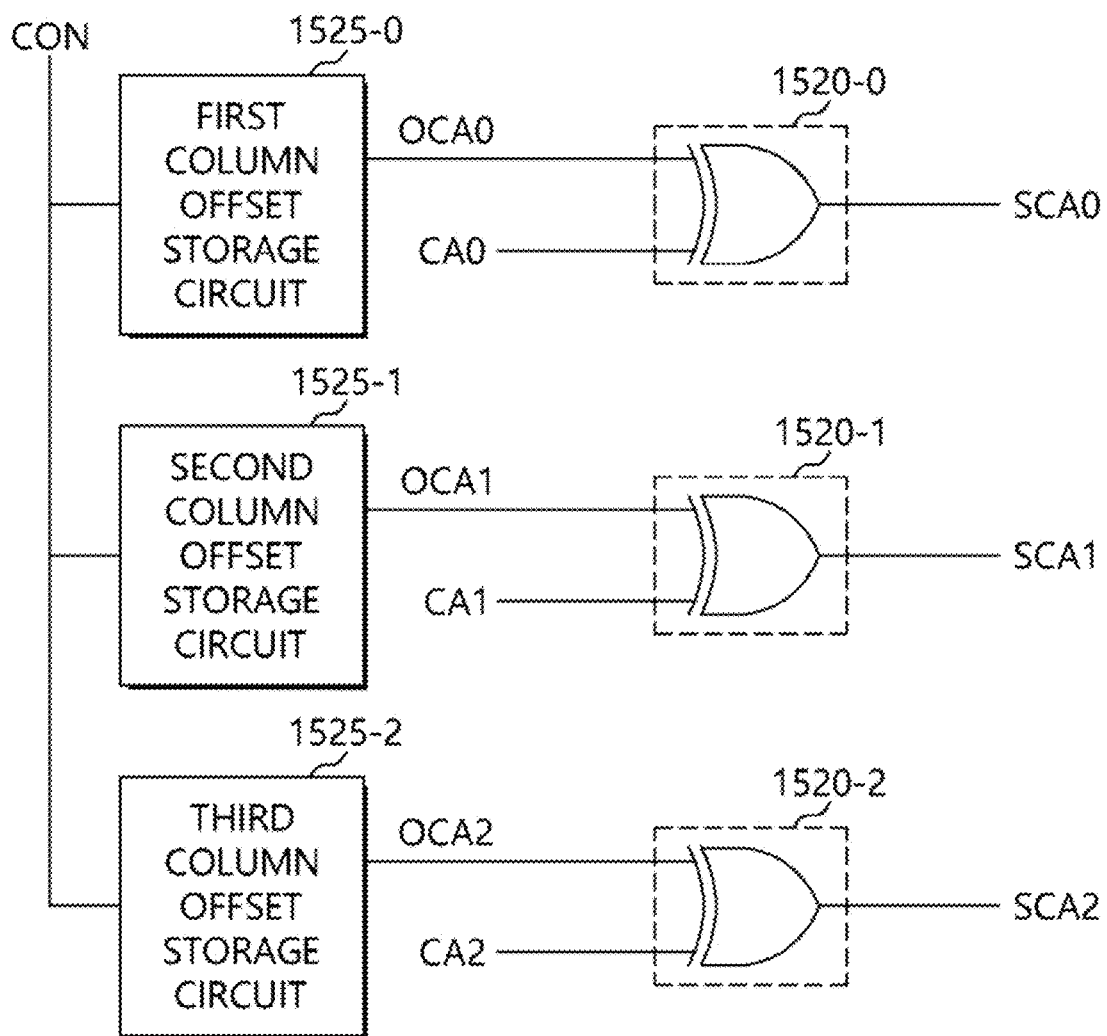 CON
1525-0
FIRST
COLUMN
OFFSET
STORAGE
CIRCUIT
OCA0
CA0
1520-0
SCA0
1525-1
SECOND
COLUMN
OFFSET
STORAGE
CIRCUIT
OCA1
CA1
1520-1
SCA1
1525-2
THIRD
COLUMN
OFFSET
STORAGE
CIRCUIT
OCA2
CA2
1520-2
SCA2